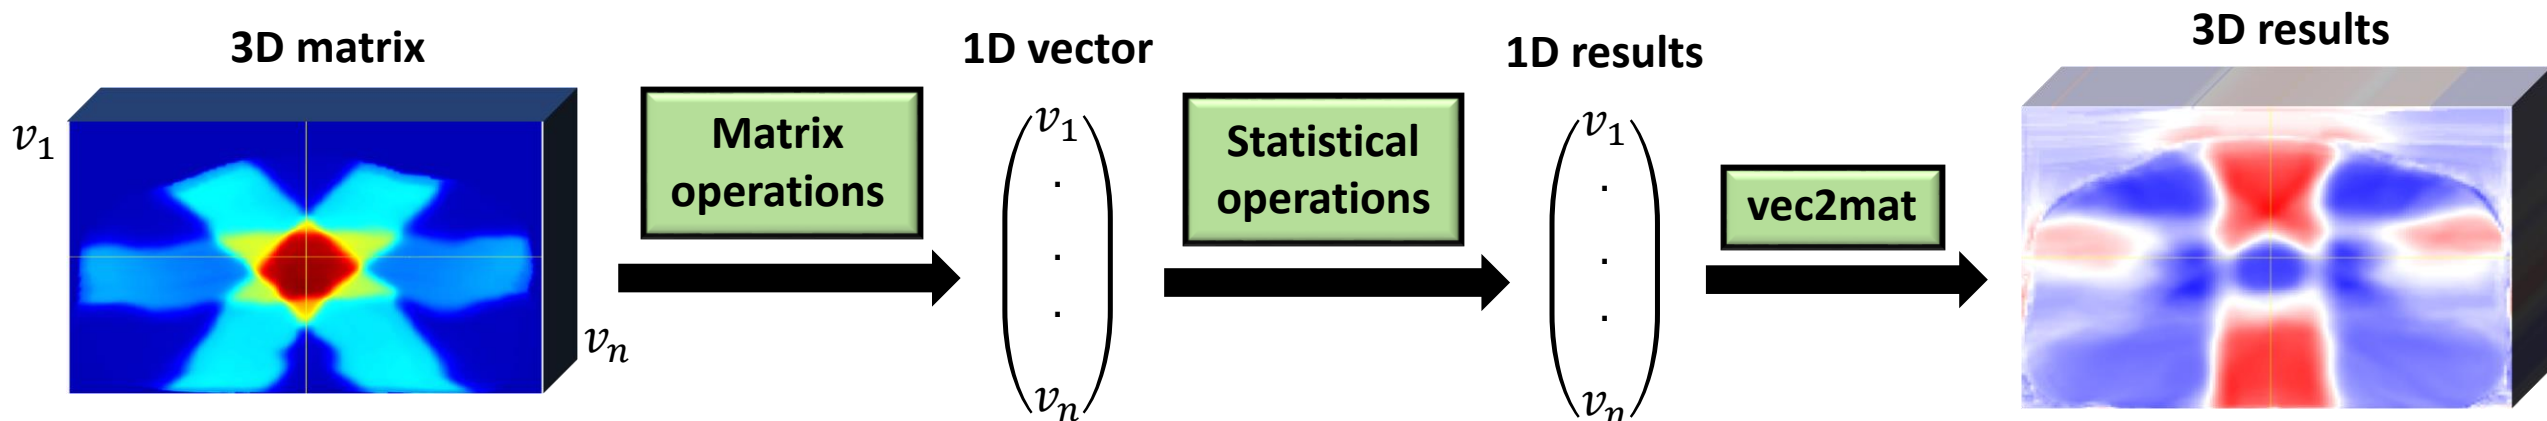 3D matrix
v₁
vₙ
Matrix
operations
1D vector
v₁
.
.
.
vₙ
Statistical
operations
1D results
v₁
.
.
.
vₙ
vec2mat
3D results